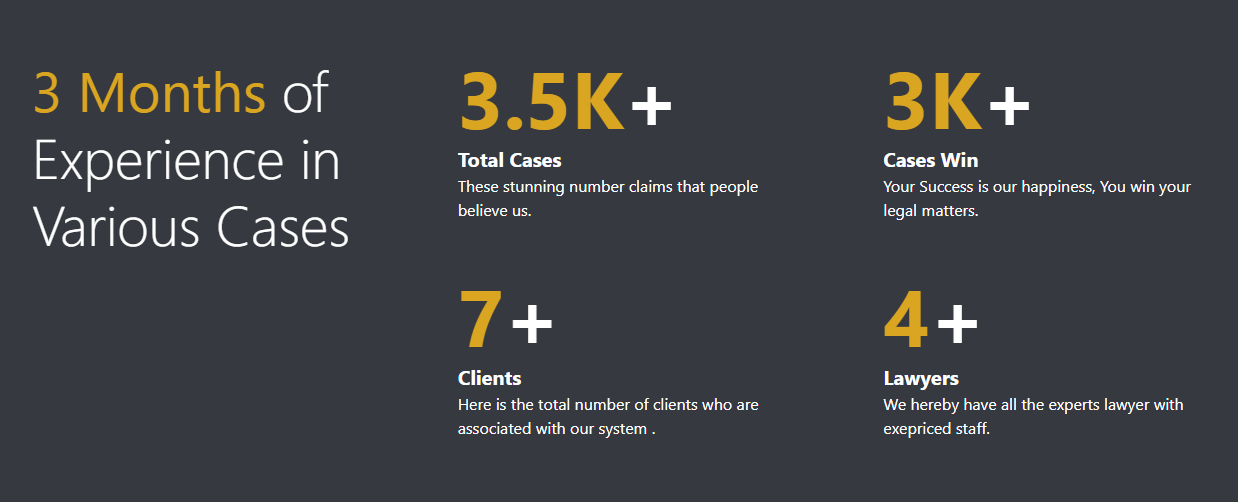 3 Months of
Experience in
Various Cases
3.5K+
Total Cases
These stunning number claims that people
believe us.
3K+
Cases Win
Your Success is our happiness, You win your
legal matters.
7+
Clients
Here is the total number of clients who are
associated with our system .
4+
Lawyers
We hereby have all the experts lawyer with
exepriced staff.